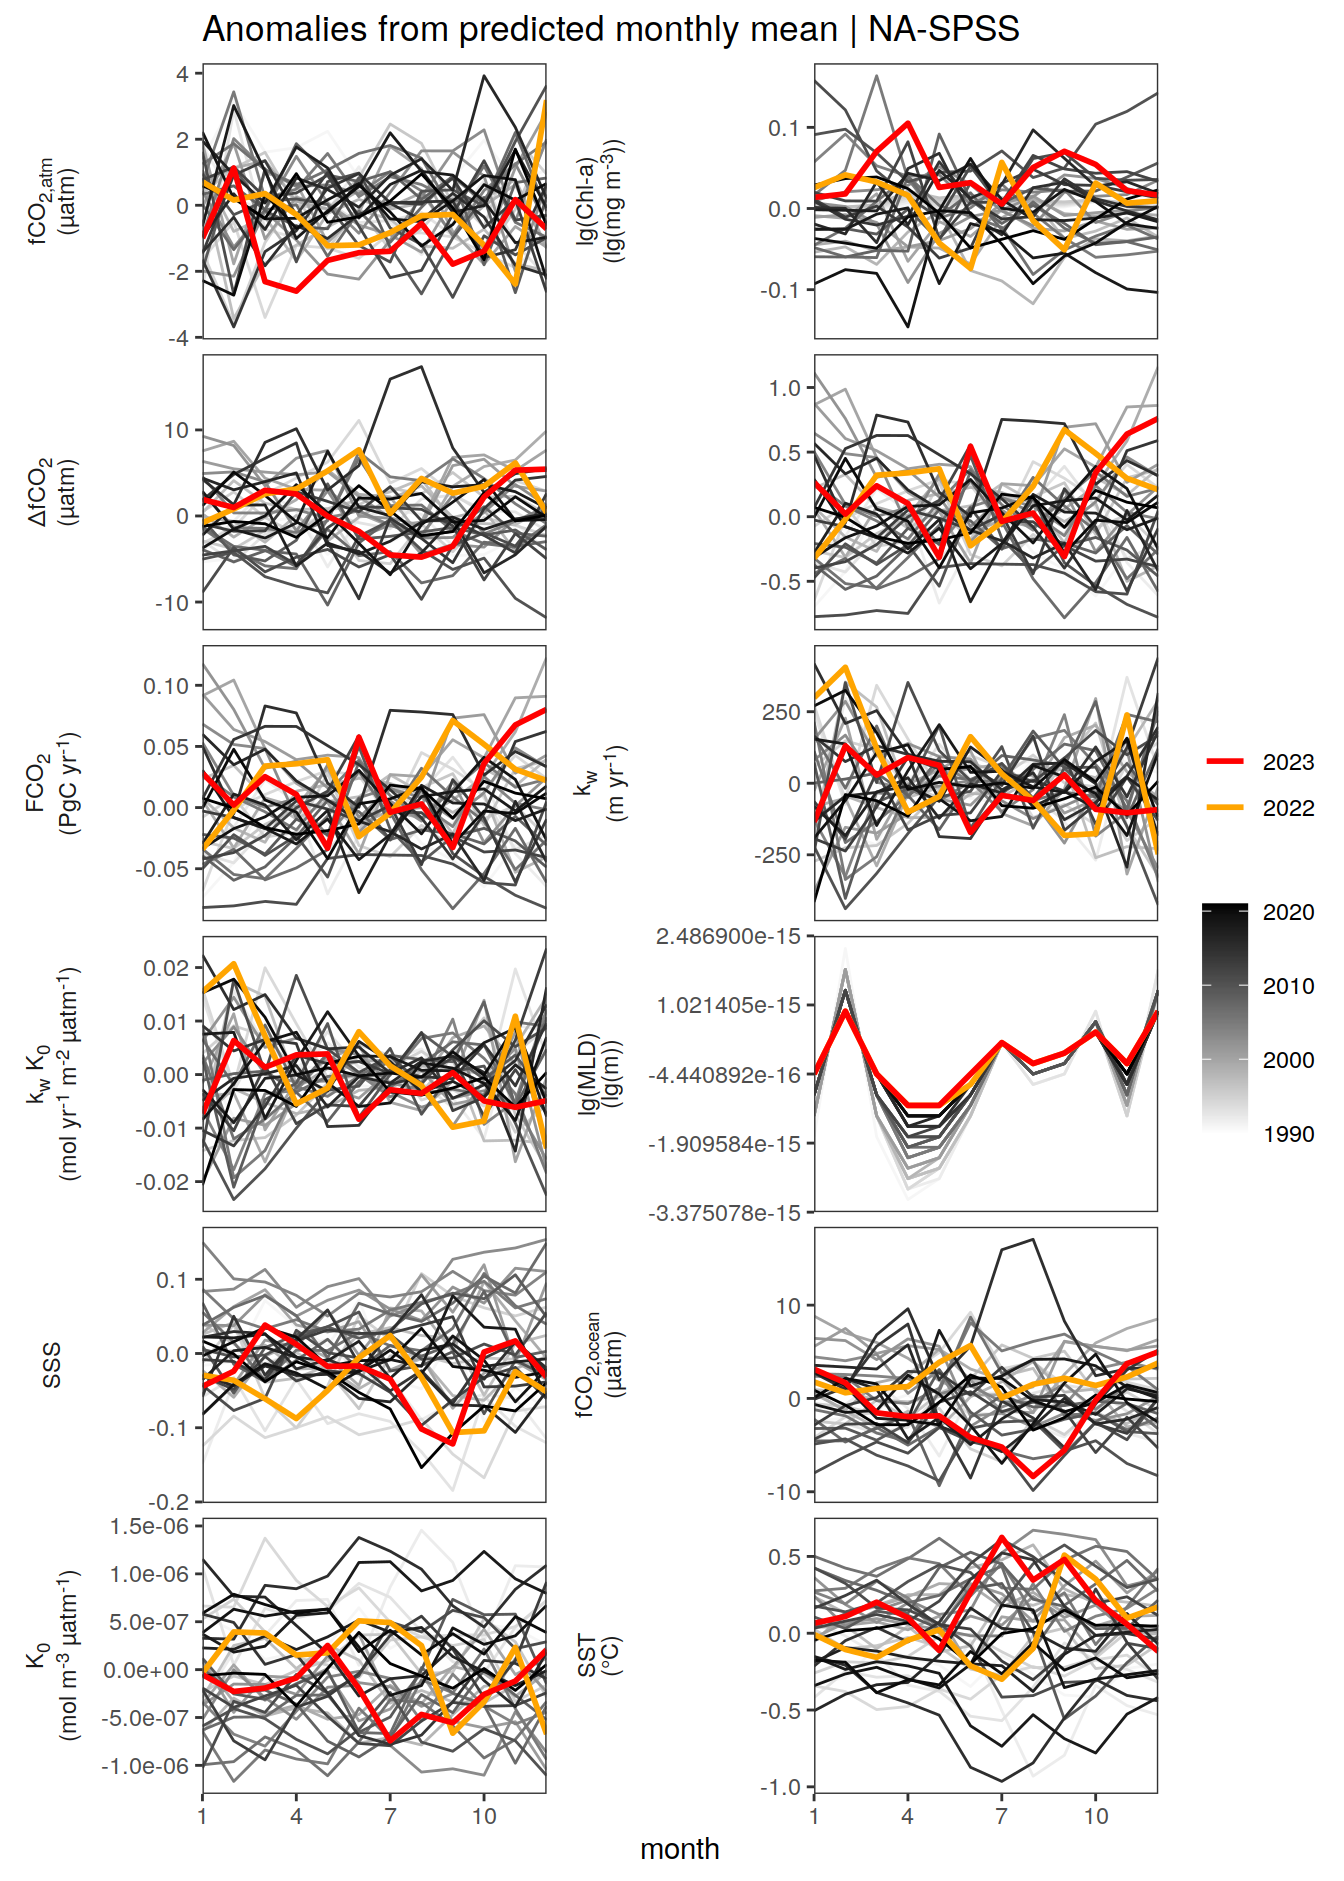 Anomalies from predicted monthly mean | NA-SPSS
fCO2,atm
(µatm)
4
2
0
-2
-4
lg(Chl-a)
(lg(mg m-3))
0.1
0.0
-0.1
ΔfCO2
(µatm)
10
0
-10
1.0
0.5
0.0
-0.5
FCO2
(PgC yr-1)
0.10
0.05
0.00
-0.05
kw
(m yr-1)
250
0
-250
kw K0
(mol yr-1 m-2 µatm-1)
0.02
0.01
0.00
-0.01
-0.02
lg(MLD)
(lg(m))
2.486900e-15
1.021405e-15
-4.440892e-16
-1.909584e-15
-3.375078e-15
SSS
0.1
0.0
-0.1
-0.2
fCO2,ocean
(µatm)
10
0
-10
K0
(mol m-3 µatm-1)
1.5e-06
1.0e-06
5.0e-07
0.0e+00
-5.0e-07
-1.0e-06
SST
(°C)
0.5
0.0
-0.5
-1.0
1 4 7 10
1 4 7 10
month
2023
2022
2020
2010
2000
1990